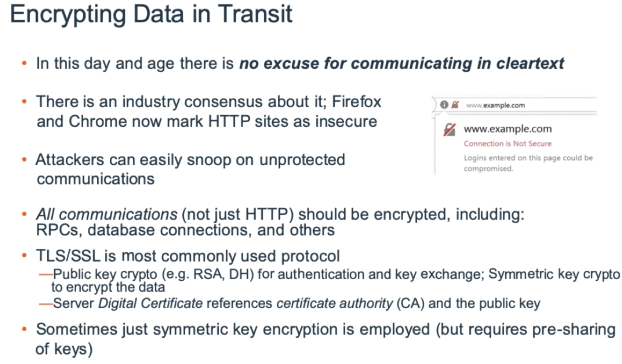 Encrypting Data in Transit
• In this day and age there is no excuse for communicating in cleartext
• There is an industry consensus about it; Firefox
and Chrome now mark HTTP sites as insecure
www.example.com
www.example.com
Connection is Not Secure
Logins entered on this page could be
compromised.
• Attackers can easily snoop on unprotected
communications
• All communications (not just HTTP) should be encrypted, including:
RPCs, database connections, and others
• TLS/SSL is most commonly used protocol
—Public key crypto (e.g. RSA, DH) for authentication and key exchange; Symmetric key crypto
to encrypt the data
—Server Digital Certificate references certificate authority (CA) and the public key
• Sometimes just symmetric key encryption is employed (but requires pre-sharing
of keys)